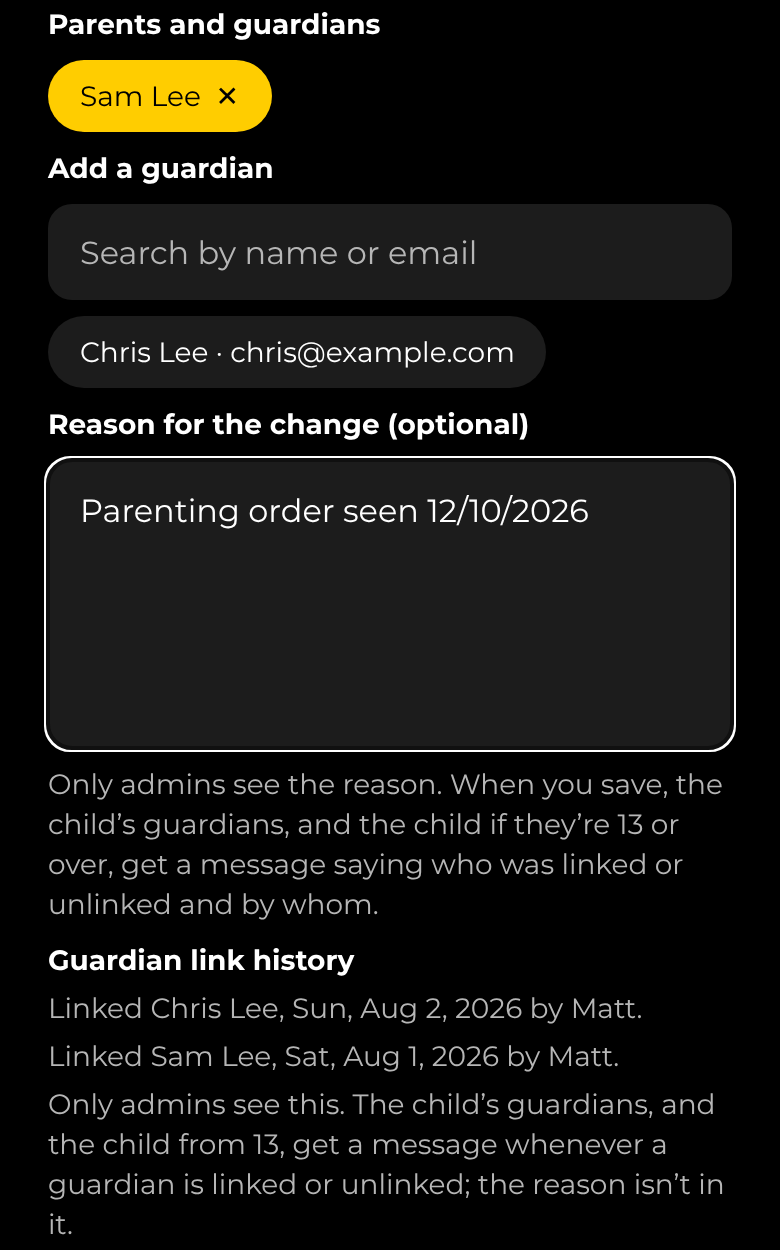 Parents and guardians
Sam Lee ✕
Add a guardian
Search by name or email
Chris Lee · chris@example.com
Reason for the change (optional)
Parenting order seen 12/10/2026
Only admins see the reason. When you save, the
child’s guardians, and the child if they’re 13 or
over, get a message saying who was linked or
unlinked and by whom.
Guardian link history
Linked Chris Lee, Sun, Aug 2, 2026 by Matt.
Linked Sam Lee, Sat, Aug 1, 2026 by Matt.
Only admins see this. The child’s guardians, and
the child from 13, get a message whenever a
guardian is linked or unlinked; the reason isn’t in
it.